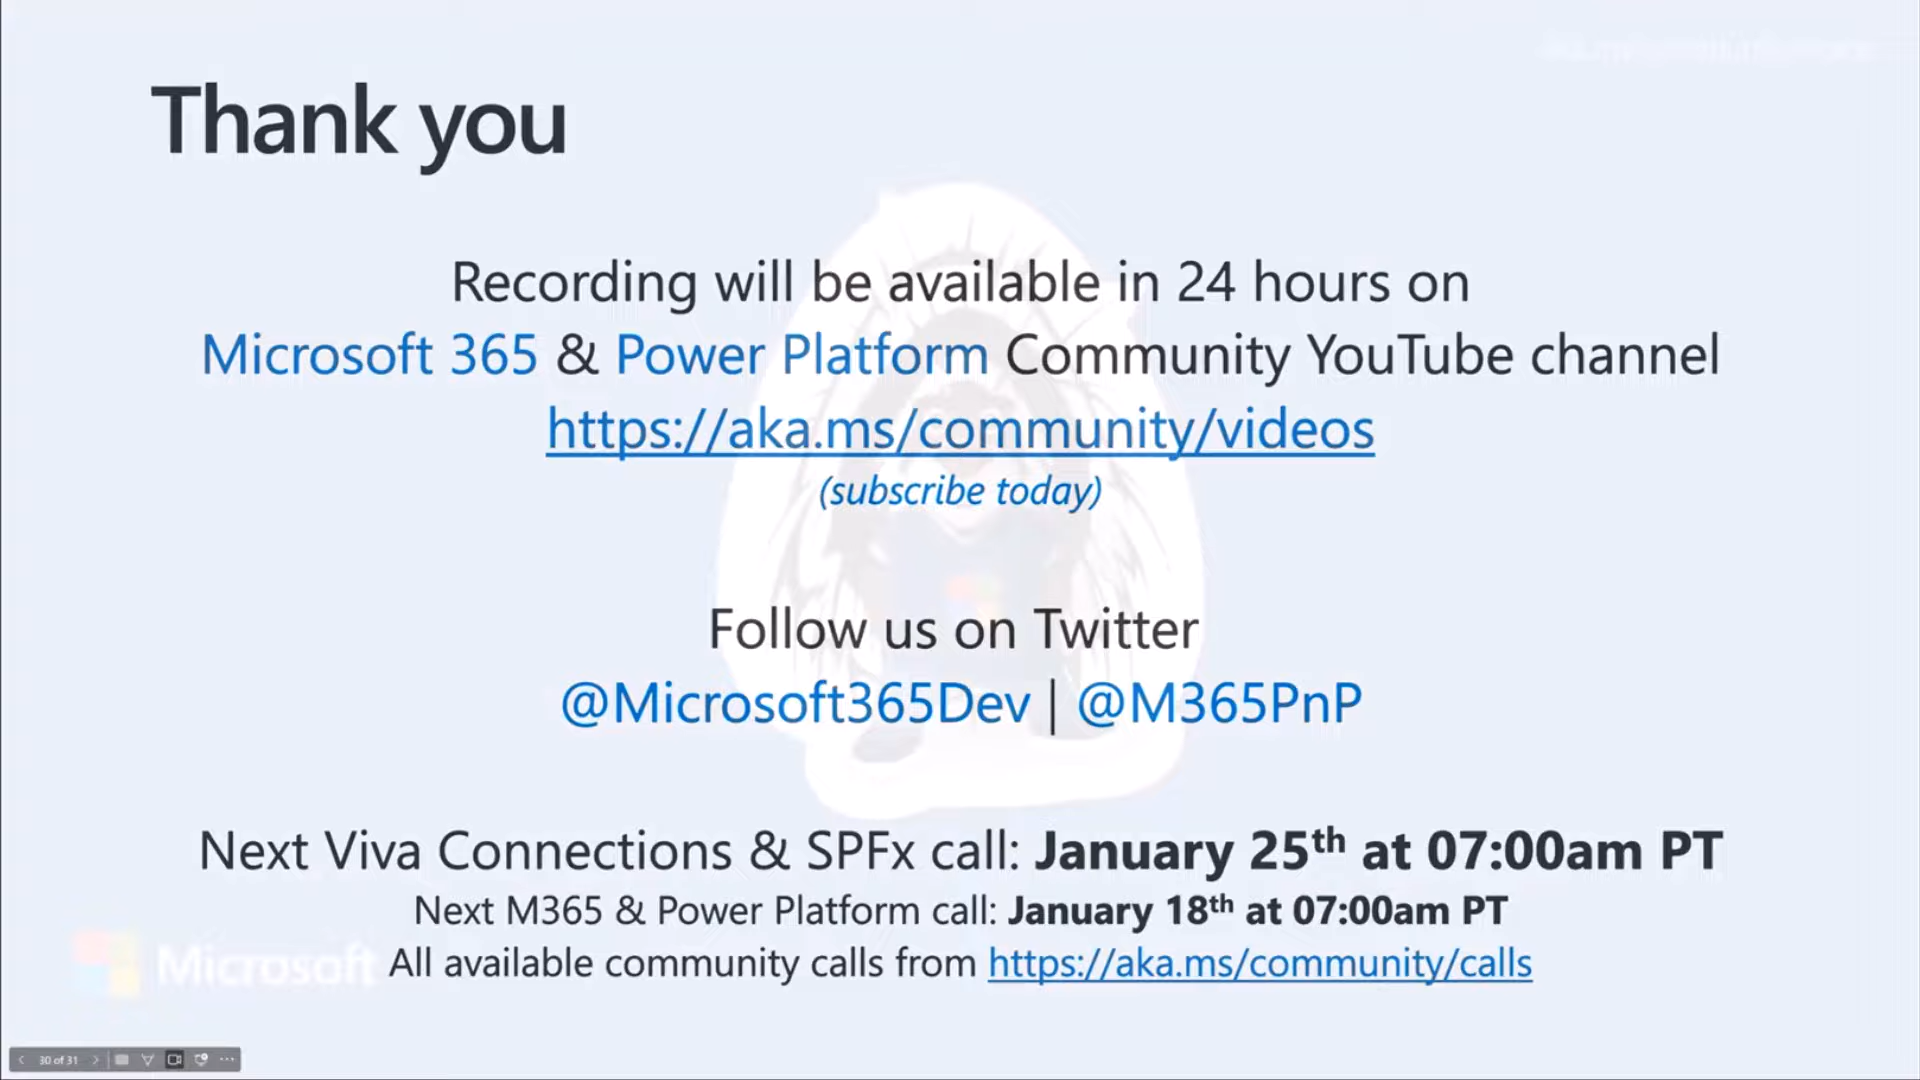 Thank you
Recording will be available in 24 hours on
Microsoft 365 & Power Platform Community YouTube channel
https://aka.ms/community/videos
(subscribe today)
Follow us on Twitter
@Microsoft365Dev | @M365PnP
Next Viva Connections & SPFx call: January 25th at 07:00am PT
Next M365 & Power Platform call: January 18th at 07:00am PT
Microsoft
All available community calls from https://aka.ms/community/calls
30 of 31